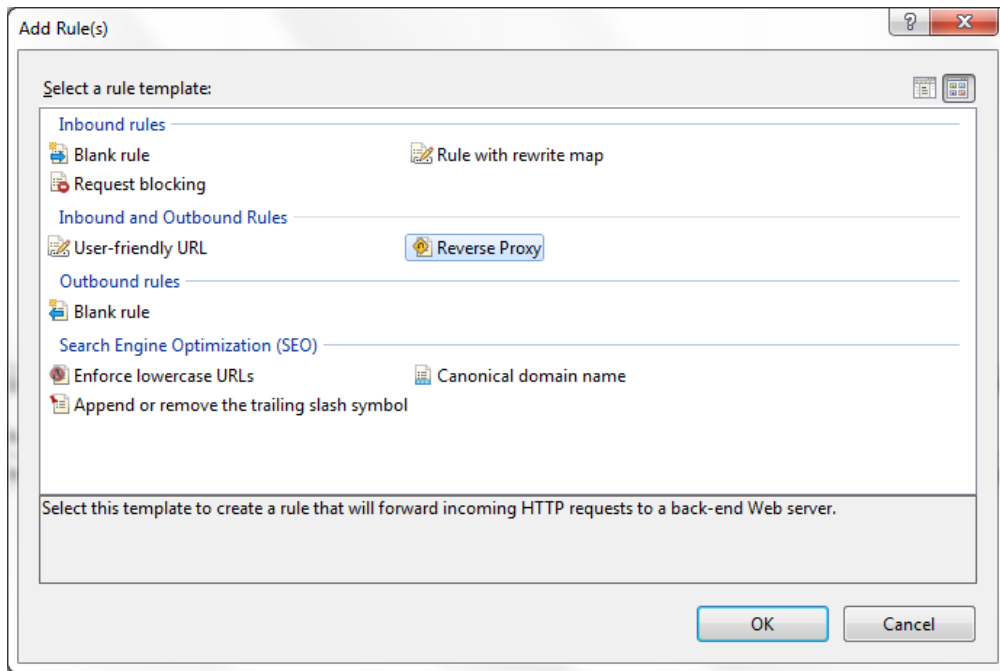 Add Rule(s)
Select a rule template:
Inbound rules
Blank rule
Rule with rewrite map
Request blocking
Inbound and Outbound Rules
User-friendly URL
Reverse Proxy
Outbound rules
Blank rule
Search Engine Optimization (SEO)
Enforce lowercase URLs
Canonical domain name
Append or remove the trailing slash symbol
Select this template to create a rule that will forward incoming HTTP requests to a back-end Web server.
OK
Cancel